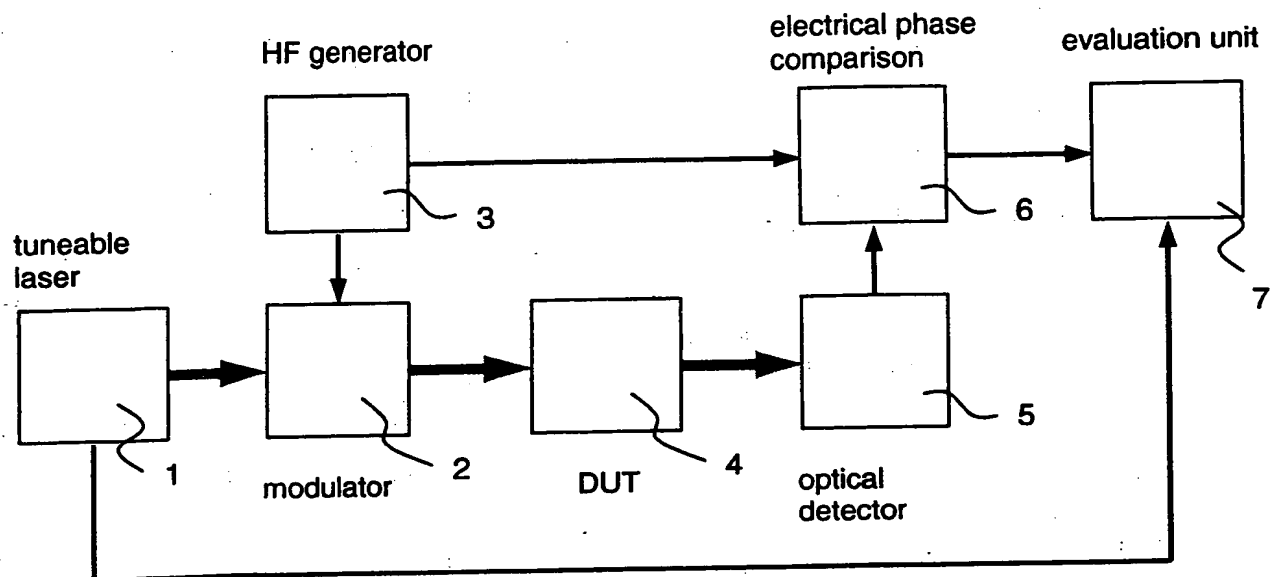 HF generator
electrical phase
comparison
evaluation unit
3
6
7
tuneable
laser
1
modulator
2
DUT
4
optical
detector
5